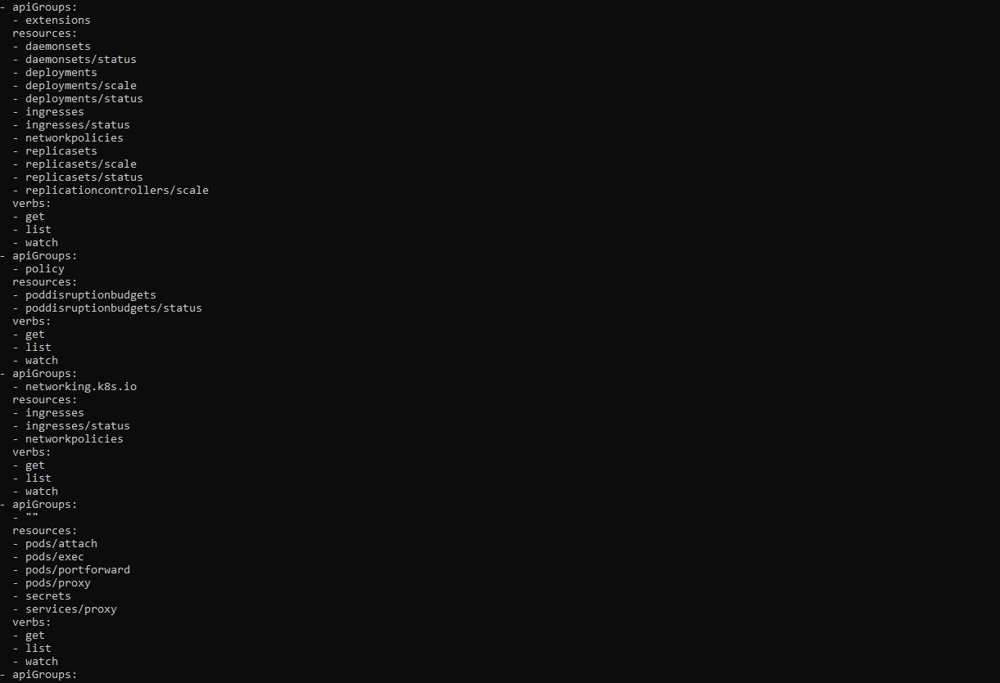 - apiGroups:
  - extensions
  resources:
  - daemonsets
  - daemonsets/status
  - deployments
  - deployments/scale
  - deployments/status
  - ingresses
  - ingresses/status
  - networkpolicies
  - replicasets
  - replicasets/scale
  - replicasets/status
  - replicationcontrollers/scale
  verbs:
  - get
  - list
  - watch
- apiGroups:
  - policy
  resources:
  - poddisruptionbudgets
  - poddisruptionbudgets/status
  verbs:
  - get
  - list
  - watch
- apiGroups:
  - networking.k8s.io
  resources:
  - ingresses
  - ingresses/status
  - networkpolicies
  verbs:
  - get
  - list
  - watch
- apiGroups:
  - ""
  resources:
  - pods/attach
  - pods/exec
  - pods/portforward
  - pods/proxy
  - secrets
  - services/proxy
  verbs:
  - get
  - list
  - watch
- apiGroups: